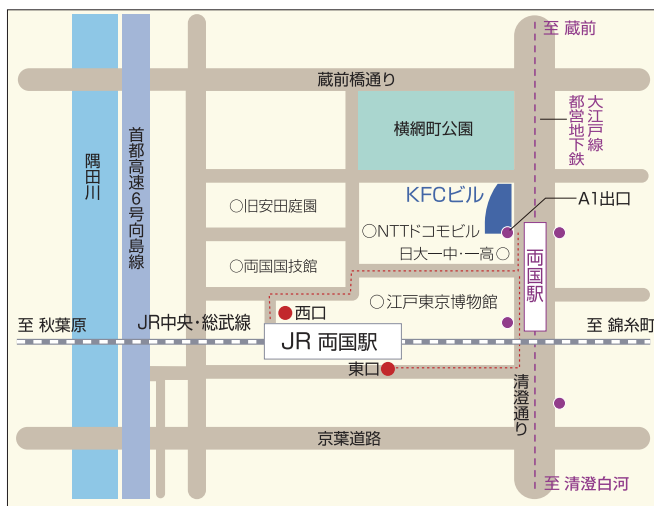 至 蔵前
蔵前橋通り
大江戸線
都営地下鉄
横網町公園
首都高速6号向島線
隅田川
KFCビル
A1出口
○旧安田庭園
○NTTドコモビル
日大一中・一高○
両国駅
○両国国技館
○江戸東京博物館
西口
至 秋葉原
JR中央・総武線
至 錦糸町
JR 両国駅
東口
清澄通り
京葉道路
至 清澄白河